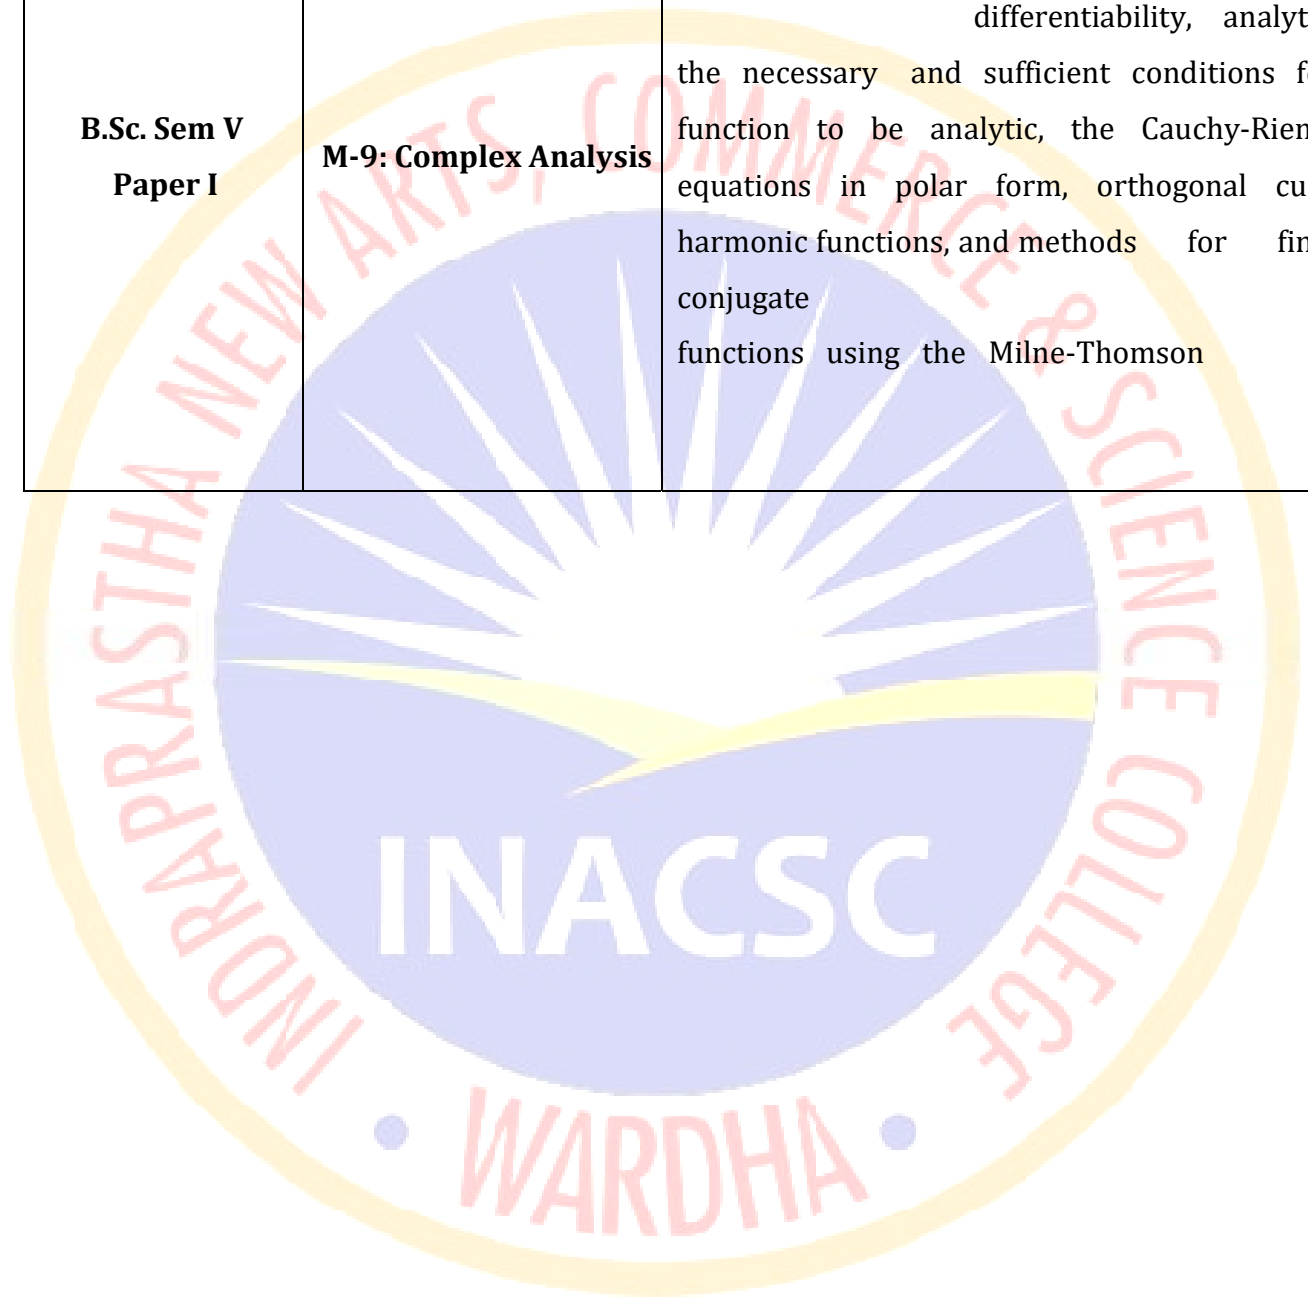 differentiability, analyt
the necessary and sufficient conditions f
function to be analytic, the Cauchy-Rien
equations in polar form, orthogonal cu
harmonic functions, and methods for fin
conjugate
functions using the Milne-Thomson
B.Sc. Sem V
Paper I
M-9: Complex Analysis
INDRAPRASTHA NEW ARTS, COMMERCE & SCIENCE COLLEGE
INACSC
• WARDHA •